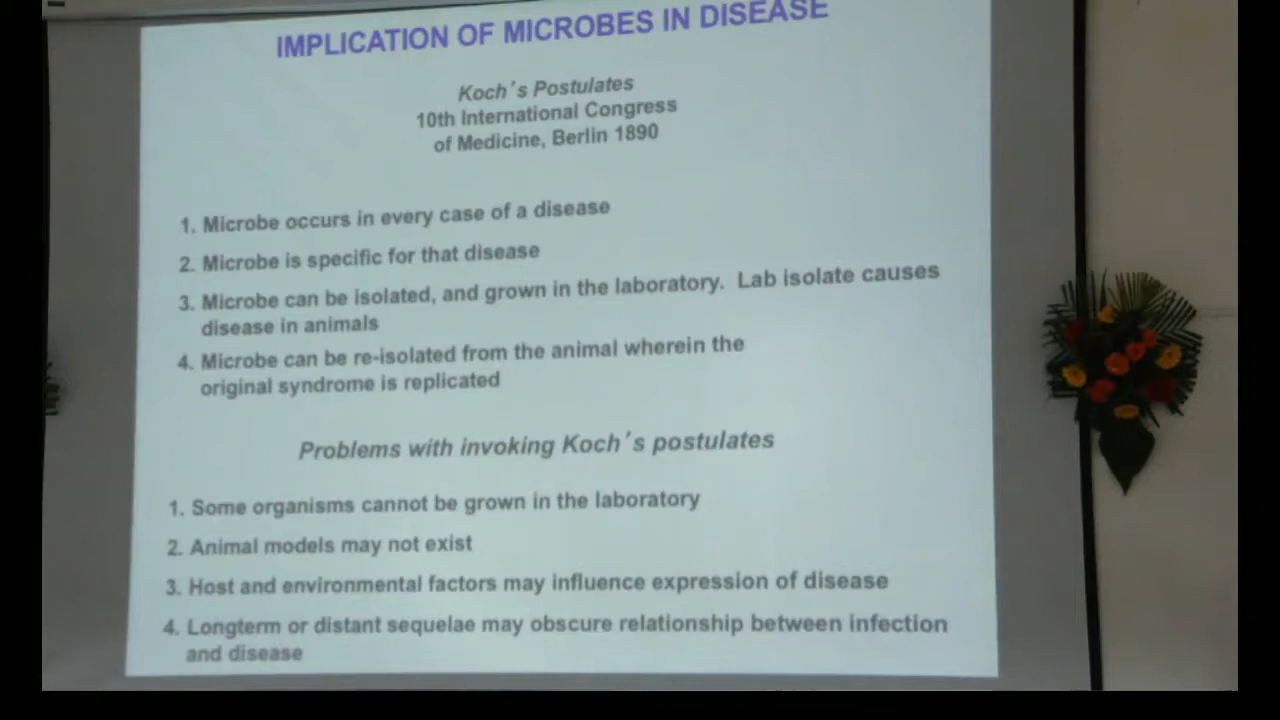 IMPLICATION OF MICROBES IN DISEASE
Koch's Postulates
10th International Congress
of Medicine, Berlin 1890
1. Microbe occurs in every case of a disease
2. Microbe is specific for that disease
3. Microbe can be isolated, and grown in the laboratory. Lab isolate causes
disease in animals
4. Microbe can be re-isolated from the animal wherein the
original syndrome is replicated
Problems with invoking Koch's postulates
1. Some organisms cannot be grown in the laboratory
2. Animal models may not exist
3. Host and environmental factors may influence expression of disease
4. Longterm or distant sequelae may obscure relationship between infection
and disease